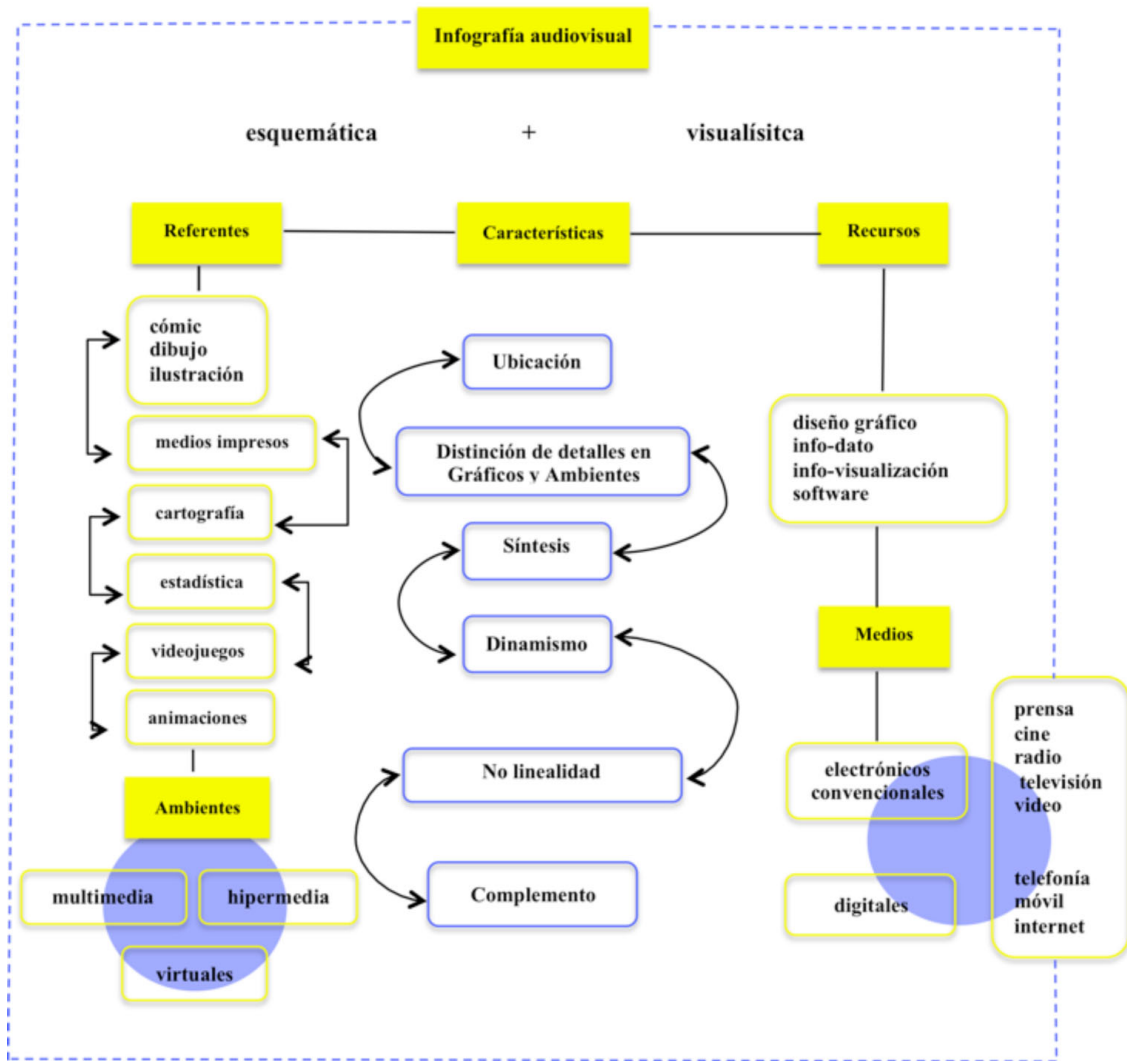 Infografía audiovisual
esquemática + visualísitca
Referentes
Características
Recursos
cómic
dibujo
ilustración
medios impresos
cartografía
estadística
videojuegos
animaciones
Ambientes
multimedia
hipermedia
virtuales
Ubicación
Distinción de detalles en
Gráficos y Ambientes
Síntesis
Dinamismo
No linealidad
Complemento
diseño gráfico
info-dato
info-visualización
software
Medios
electrónicos
convencionales
digitales
prensa
cine
radio
televisión
video
telefonía
móvil
internet